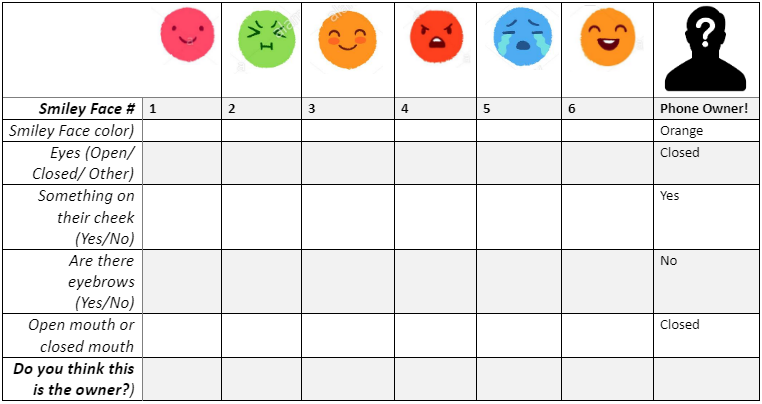 ?
Smiley Face # 1 2 3 4 5 6 Phone Owner!
Smiley Face color) Orange
Eyes (Open/ Closed
Closed/ Other)
Something on Yes
their cheek
(Yes/No)
Are there No
eyebrows
(Yes/No)
Open mouth or Closed
closed mouth
Do you think this
is the owner?)